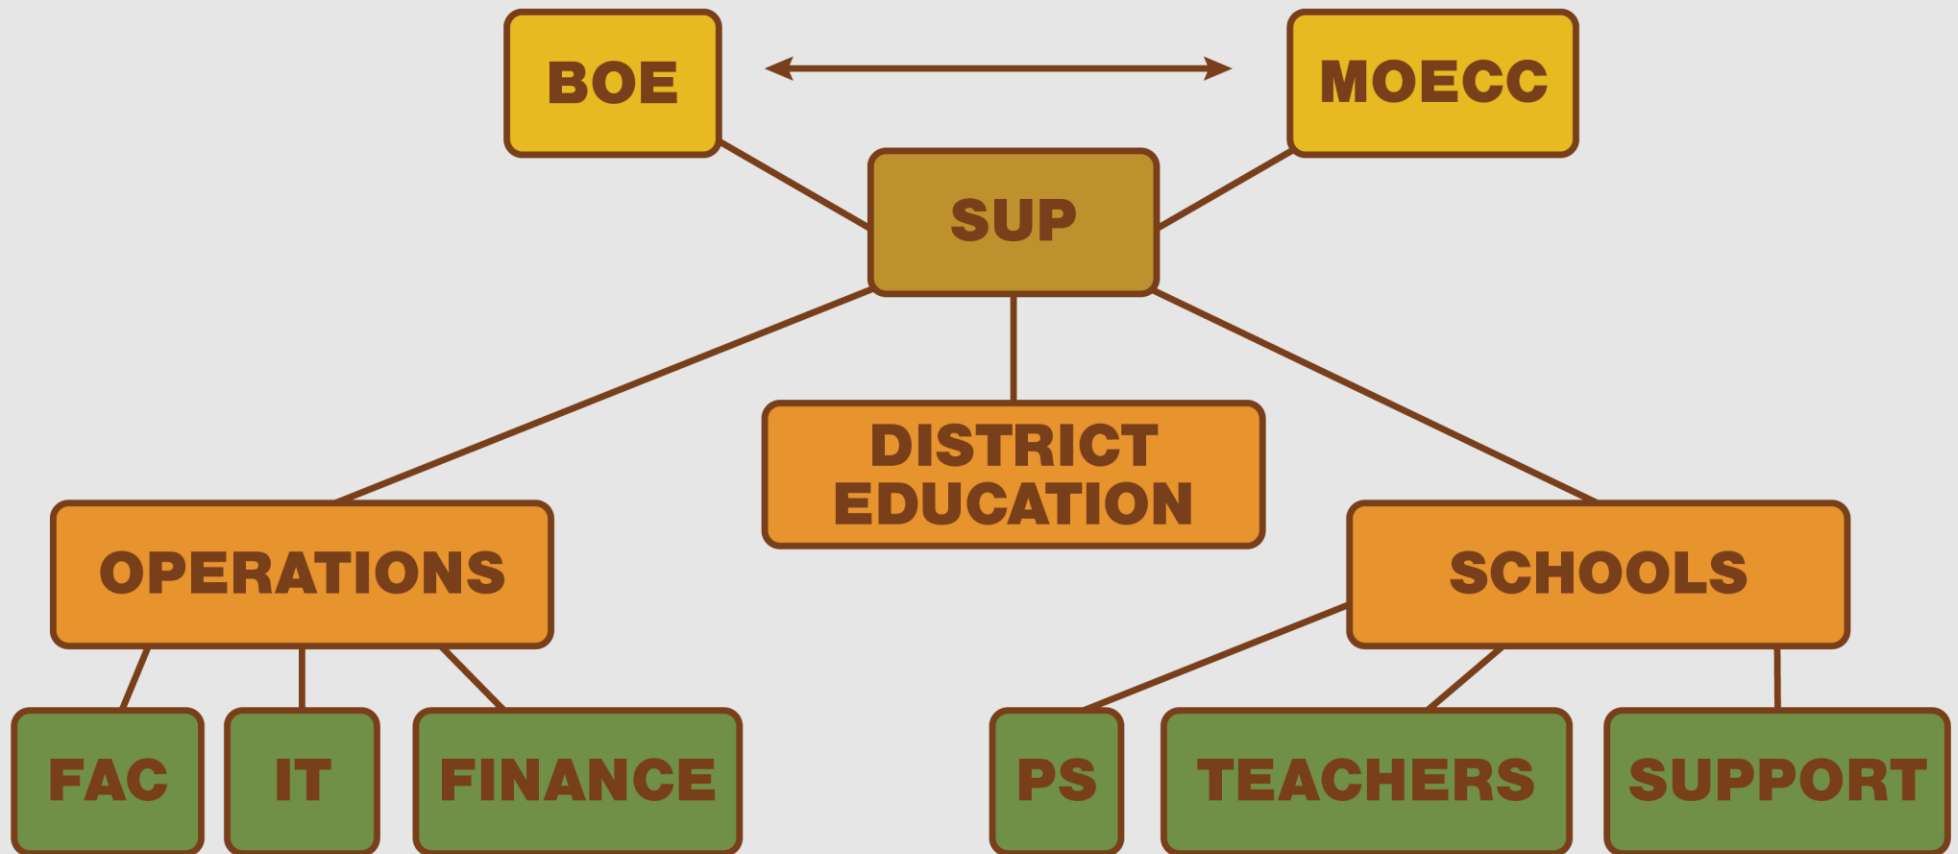 BOE
MOECC
SUP
DISTRICT
EDUCATION
OPERATIONS
SCHOOLS
FAC
IT
FINANCE
PS
TEACHERS
SUPPORT